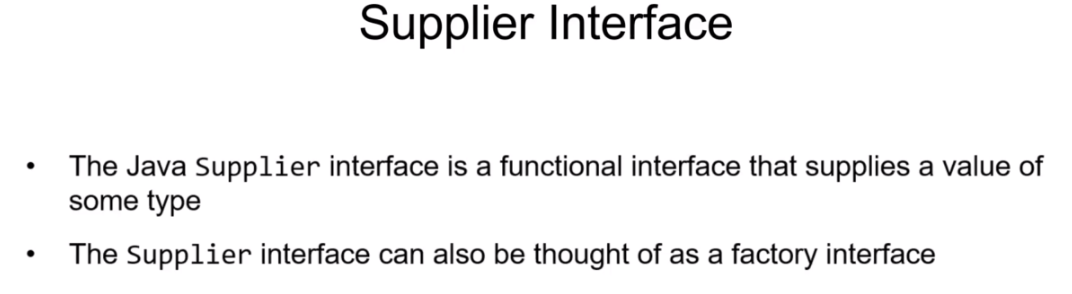 Supplier Interface
• The Java Supplier interface is a functional interface that supplies a value of
some type
• The Supplier interface can also be thought of as a factory interface